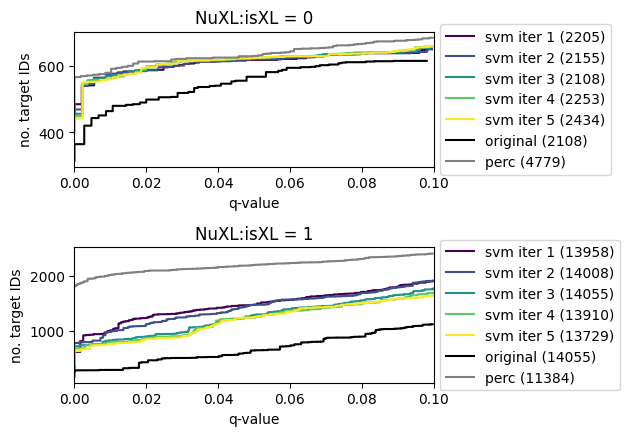 NuXL:isXL = 0
no. target IDs
600
400
0.00 0.02 0.04 0.06 0.08 0.10
q-value
svm iter 1 (2205)
svm iter 2 (2155)
svm iter 3 (2108)
svm iter 4 (2253)
svm iter 5 (2434)
original (2108)
perc (4779)
NuXL:isXL = 1
no. target IDs
2000
1000
0.00 0.02 0.04 0.06 0.08 0.10
q-value
svm iter 1 (13958)
svm iter 2 (14008)
svm iter 3 (14055)
svm iter 4 (13910)
svm iter 5 (13729)
original (14055)
perc (11384)